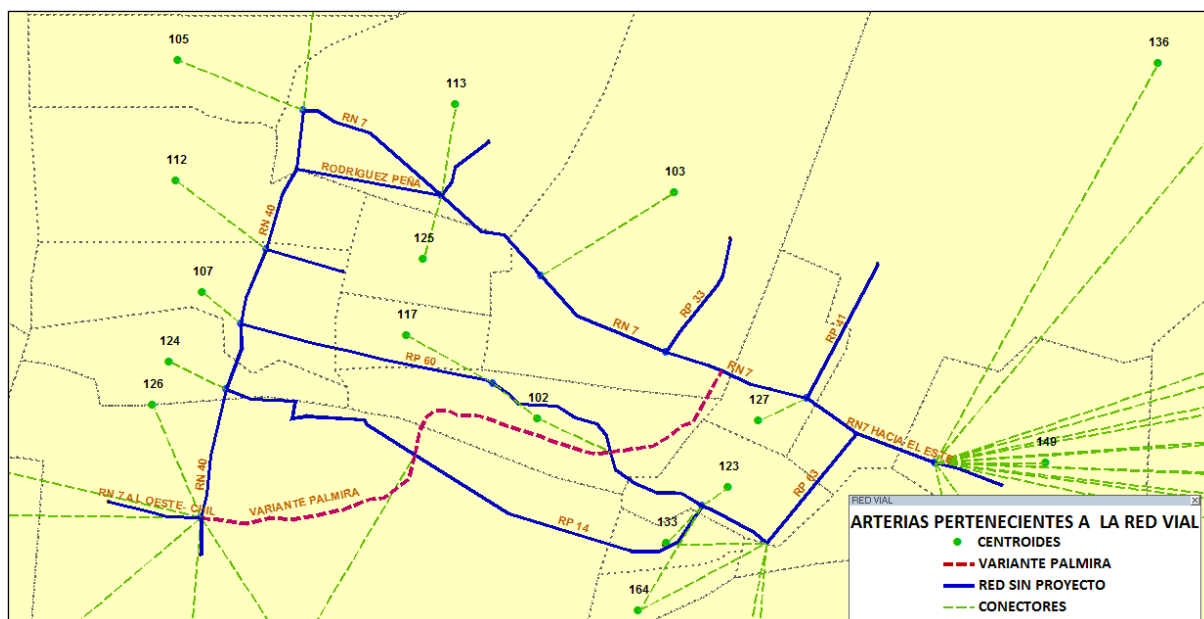 105
136
113
RN 7
112
RODRIGUEZ PEÑA
103
RN 40
125
107
RP 33
117
RN 7
RP 41
124
RP 60
RN 7
126
102
127
RN7 HACIA EL ESTE
149
RN 40
123
RP 63
RN 7 AL OESTE- CHIL
VARIANTE PALMIRA
133
RP 14
164
RED VIAL
ARTERIAS PERTENECIENTES A LA RED VIAL
CENTROIDES
VARIANTE PALMIRA
RED SIN PROYECTO
CONECTORES